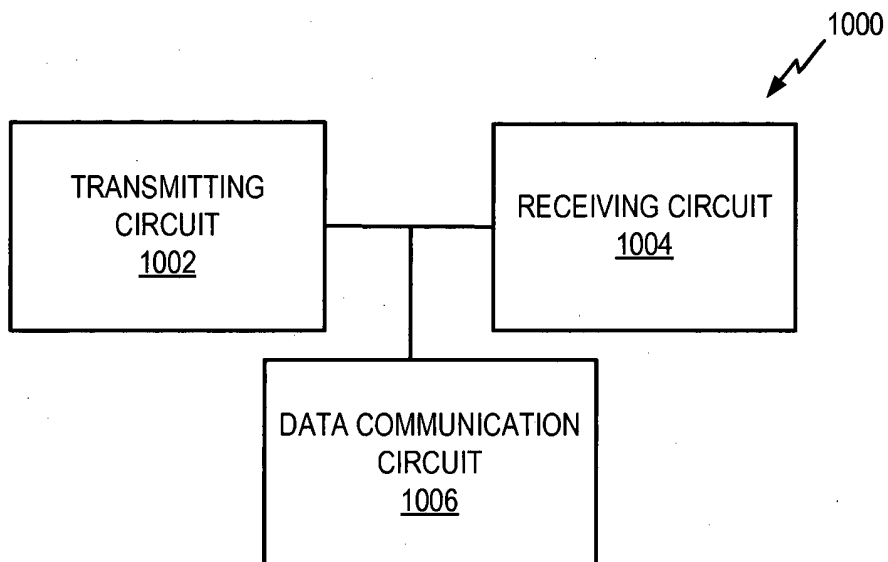 1000
TRANSMITTING
CIRCUIT
1002
RECEIVING CIRCUIT
1004
DATA COMMUNICATION
CIRCUIT
1006